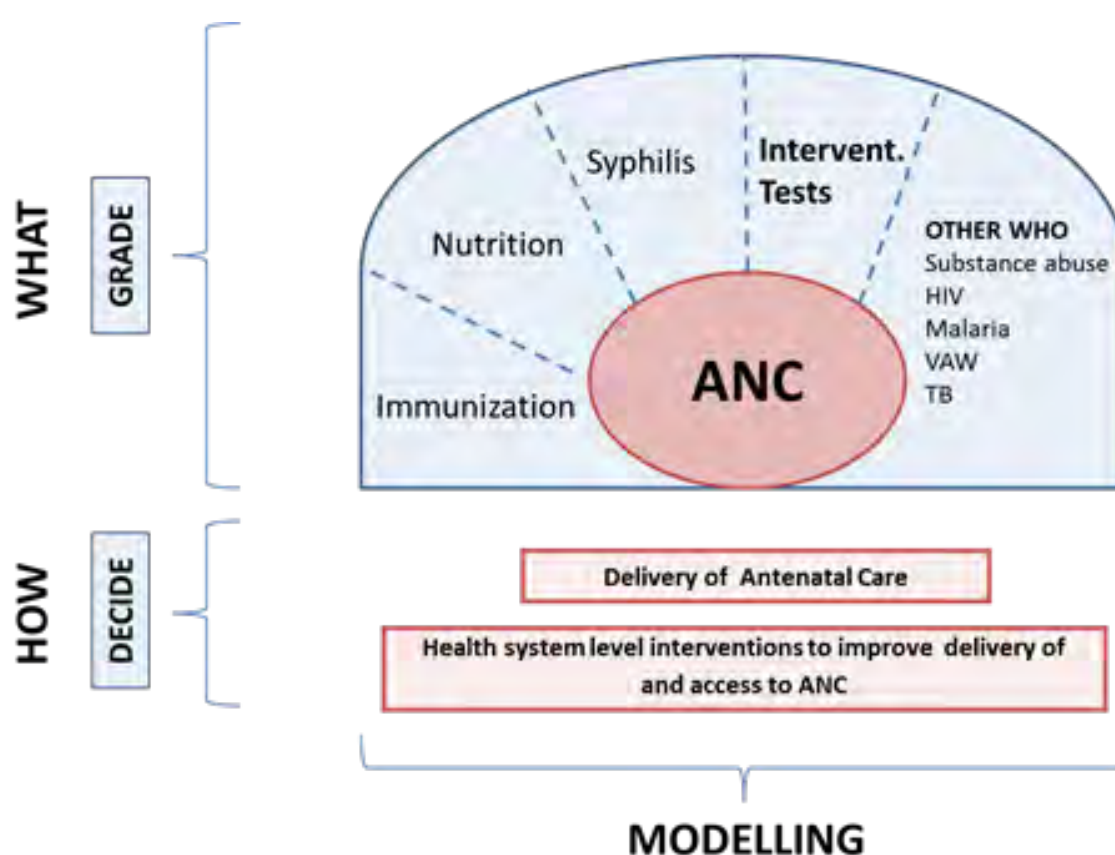 WHAT
GRADE
Immunization
Nutrition
Syphilis
Intervent.
Tests
OTHER WHO
Substance abuse
HIV
Malaria
VAW
TB
ANC
HOW
DECIDE
Delivery of Antenatal Care
Health system level interventions to improve delivery of
and access to ANC
MODELLING